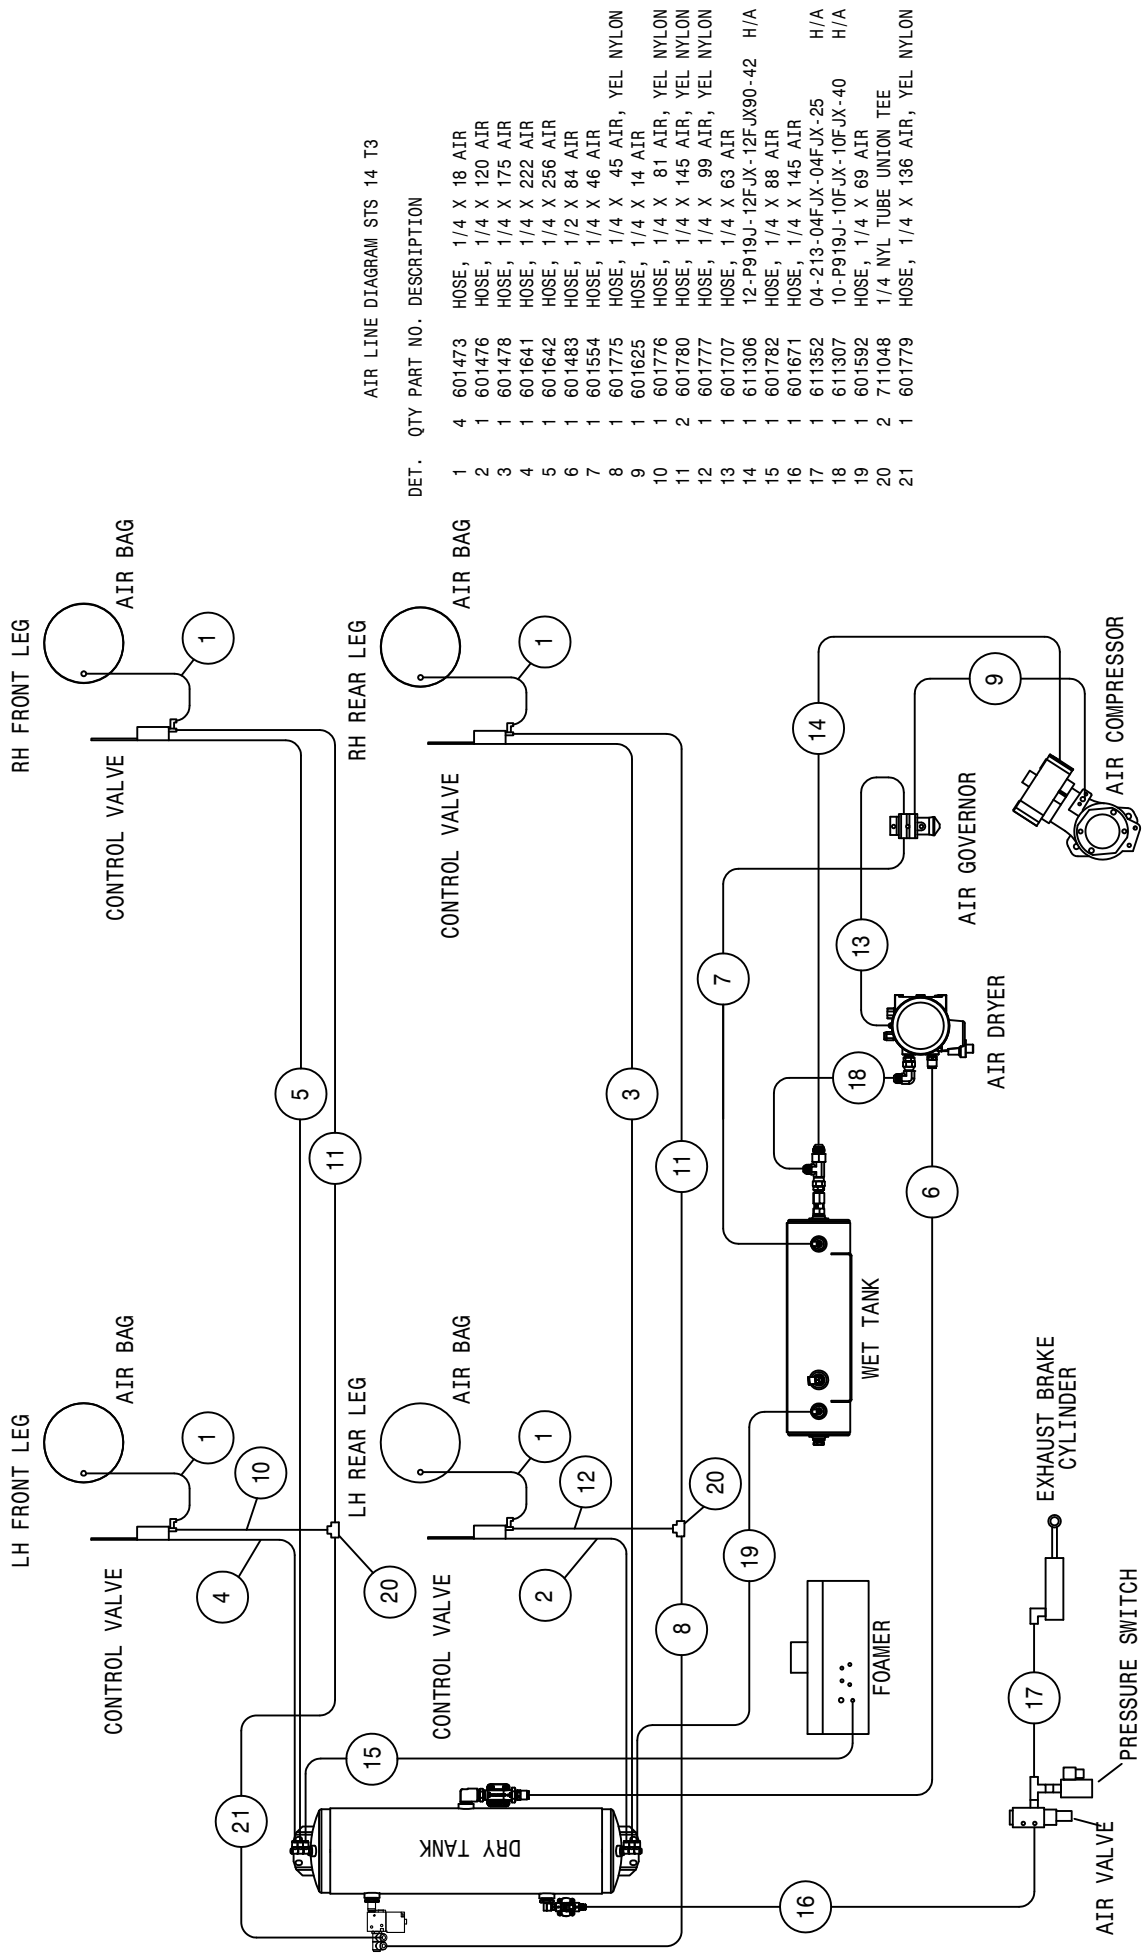 AIR LINE DIAGRAM STS 14 T3
DET. QTY PART NO. DESCRIPTION
1 4 601473 HOSE, 1/4 X 18 AIR
2 1 601476 HOSE, 1/4 X 120 AIR
3 1 601478 HOSE, 1/4 X 175 AIR
4 1 601641 HOSE, 1/4 X 222 AIR
5 1 601642 HOSE, 1/4 X 256 AIR
6 1 601483 HOSE, 1/2 X 84 AIR
7 1 601554 HOSE, 1/4 X 46 AIR
8 1 601775 HOSE, 1/4 X 45 AIR, YEL NYLON
9 1 601625 HOSE, 1/4 X 14 AIR
10 1 601776 HOSE, 1/4 X 81 AIR, YEL NYLON
11 2 601780 HOSE, 1/4 X 145 AIR, YEL NYLON
12 1 601777 HOSE, 1/4 X 99 AIR, YEL NYLON
13 1 601707 HOSE, 1/4 X 63 AIR
14 1 611306 12-P919J-12FJX-12FJX90-42 H/A
15 1 601782 HOSE, 1/4 X 88 AIR
16 1 601671 HOSE, 1/4 X 145 AIR
17 1 611352 04-213-04FJX-04FJX-25 H/A
18 1 611307 10-P919J-10FJX-10FJX-40 H/A
19 1 601592 HOSE, 1/4 X 69 AIR
20 2 711048 1/4 NYL TUBE UNION TEE
21 1 601779 HOSE, 1/4 X 136 AIR, YEL NYLON
LH FRONT LEG
RH FRONT LEG
AIR BAG
AIR BAG
CONTROL VALVE
CONTROL VALVE
1
1
10
4
20
5
11
21
15
LH REAR LEG
RH REAR LEG
AIR BAG
AIR BAG
CONTROL VALVE
CONTROL VALVE
1
1
12
2
20
3
11
8
DRY TANK
19
7
14
WET TANK
18
13
9
FOAMER
6
AIR DRYER
AIR GOVERNOR
AIR COMPRESSOR
16
17
EXHAUST BRAKE
CYLINDER
AIR VALVE
PRESSURE SWITCH